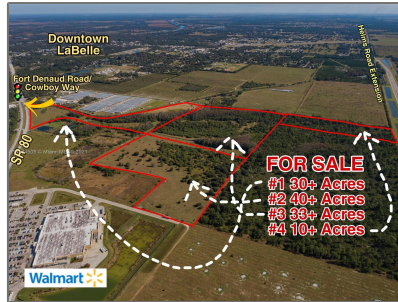 Downtown
LaBelle
Fort Denaud Road/
Cowboy Way
Helms Road Extension
SR 80
FOR SALE
#1 30+ Acres
#2 40+ Acres
#3 33+ Acres
#4 10+ Acres
Walmart